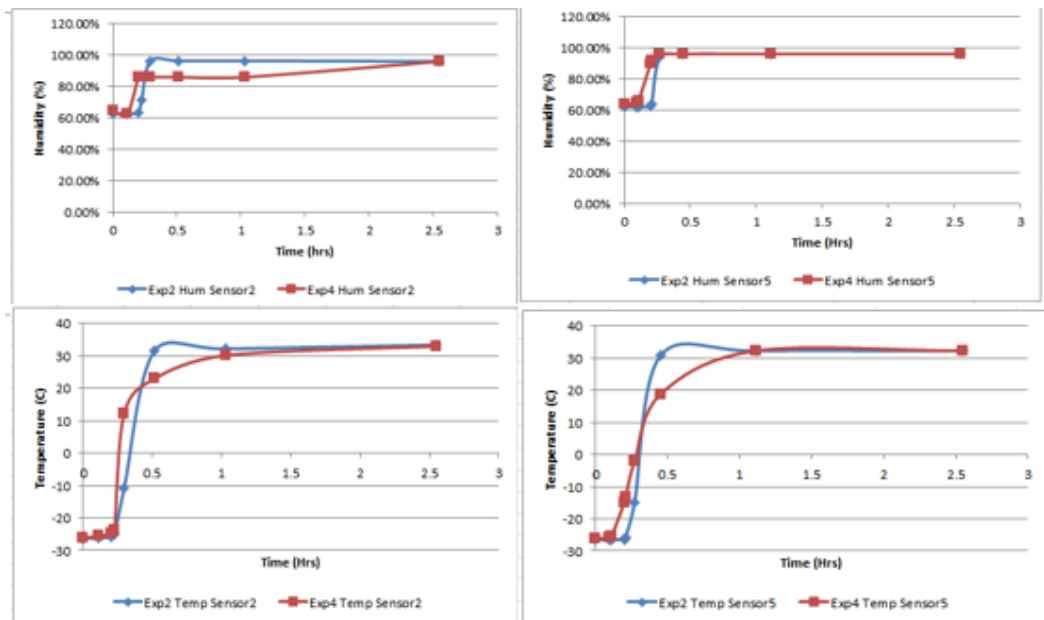 120.00%
100.00%
80.00%
60.00%
40.00%
20.00%
0.00%
Humidity (%)
0 0.5 1 1.5 2 2.5 3
Time (hrs)
Exp2 Hum Sensor2 Exp4 Hum Sensor2
120.00%
100.00%
80.00%
60.00%
40.00%
20.00%
0.00%
Humidity (%)
0 0.5 1 1.5 2 2.5 3
Time (Hrs)
Exp2 Hum Sensor5 Exp4 Hum Sensor5
40
30
20
10
0
-10
-20
-30
Temperature (C)
0 0.5 1 1.5 2 2.5 3
Time (Hrs)
Exp2 Temp Sensor2 Exp4 Temp Sensor2
40
30
20
10
0
-10
-20
-30
Temperature (C)
0 0.5 1 1.5 2 2.5 3
Time (Hrs)
Exp2 Temp Sensor5 Exp4 Temp Sensor5